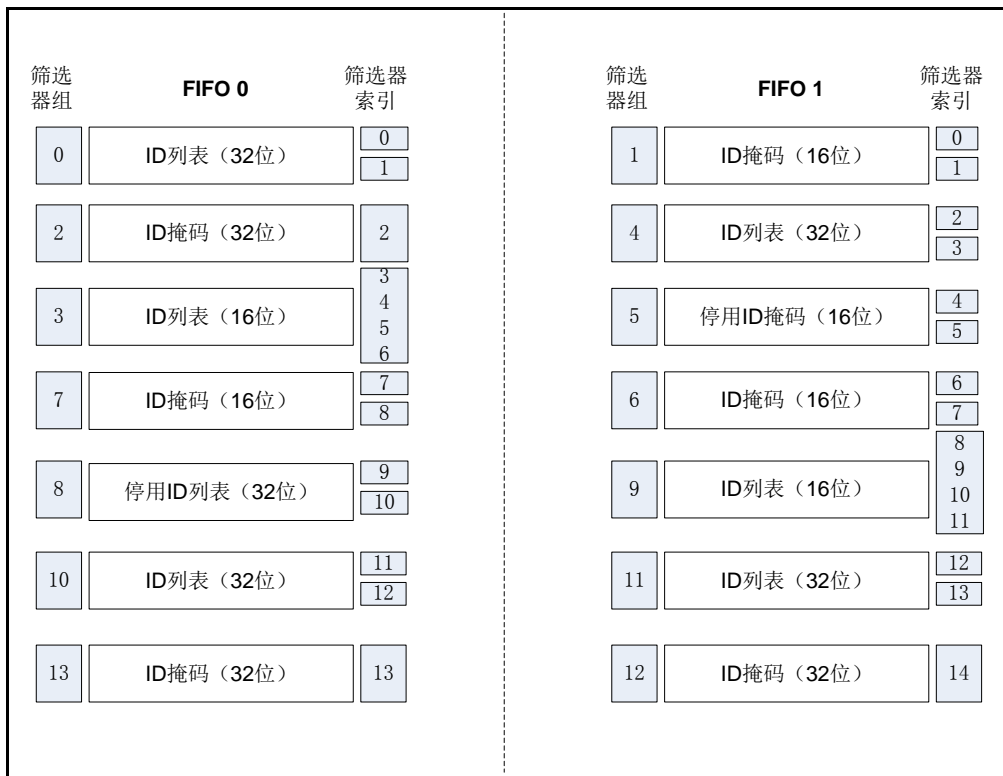 筛选
器组
FIFO 0
筛选器
索引
0
ID列表（32位）
0
1
2
ID掩码（32位）
2
3
ID列表（16位）
3
4
5
6
7
ID掩码（16位）
7
8
8
停用ID列表（32位）
9
10
10
ID列表（32位）
11
12
13
ID掩码（32位）
13
筛选
器组
FIFO 1
筛选器
索引
1
ID掩码（16位）
0
1
4
ID列表（32位）
2
3
5
停用ID掩码（16位）
4
5
6
ID掩码（16位）
6
7
9
ID列表（16位）
8
9
10
11
11
ID列表（32位）
12
13
12
ID掩码（32位）
14